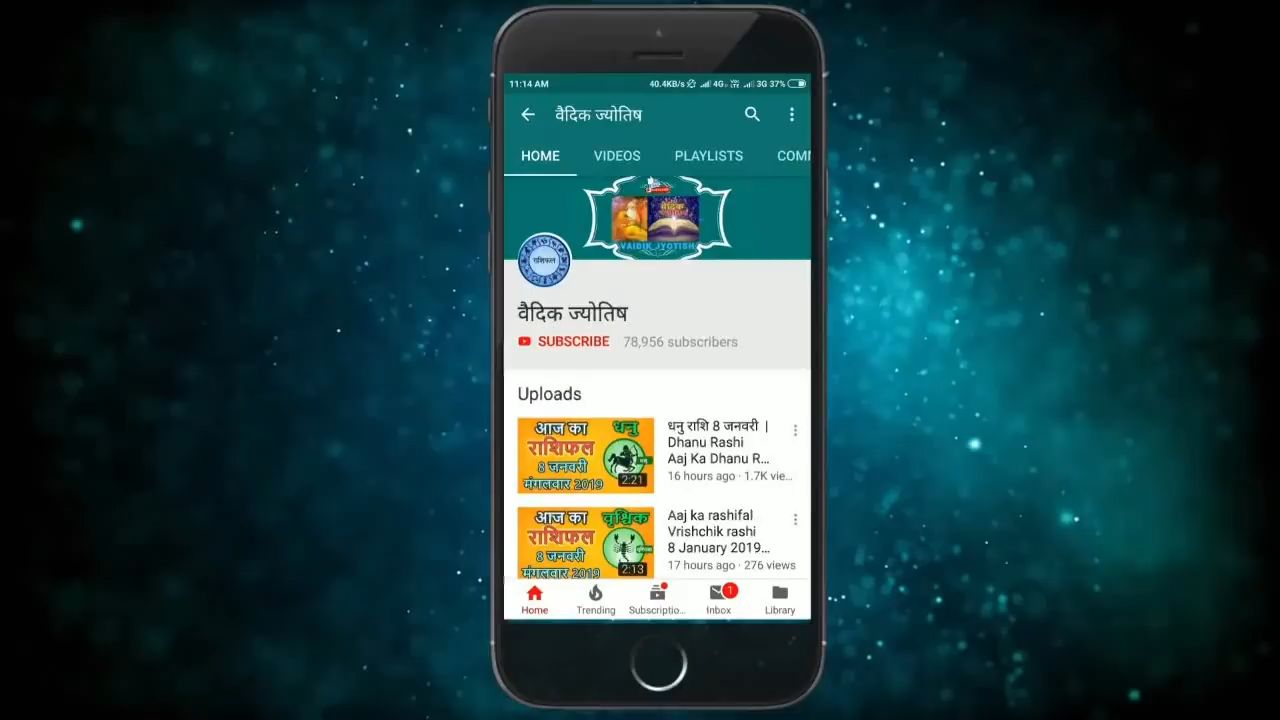 11:14 AM
40.4KB/s 4G 3G 37%
वैदिक ज्योतिष
HOME VIDEOS PLAYLISTS COMM
वैदिक
VAIDIK JYOTISH
राशिफल
वैदिक ज्योतिष
SUBSCRIBE 78,956 subscribers
Uploads
आज का धनु
राशिफल
8 जनवरी
मंगलवार 2019
2:21
धनु राशि 8 जनवरी |
Dhanu Rashi
Aaj Ka Dhanu R...
16 hours ago · 1.7K vie...
आज का वृश्चिक
राशिफल
8 जनवरी
मंगलवार 2019
2:13
Aaj ka rashifal
Vrishchik rashi
8 January 2019...
17 hours ago · 276 views
1
Home Trending Subscriptio... Inbox Library